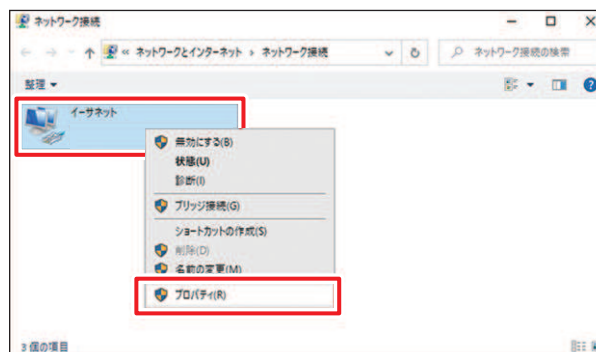 ネットワーク接続
« ネットワークとインターネット › ネットワーク接続
ネットワーク接続の検索
整理
イーサネット
無効にする(B)
状態(U)
診断(I)
ブリッジ接続(G)
ショートカットの作成(S)
削除(D)
名前の変更(M)
プロパティ(R)
3 個の項目